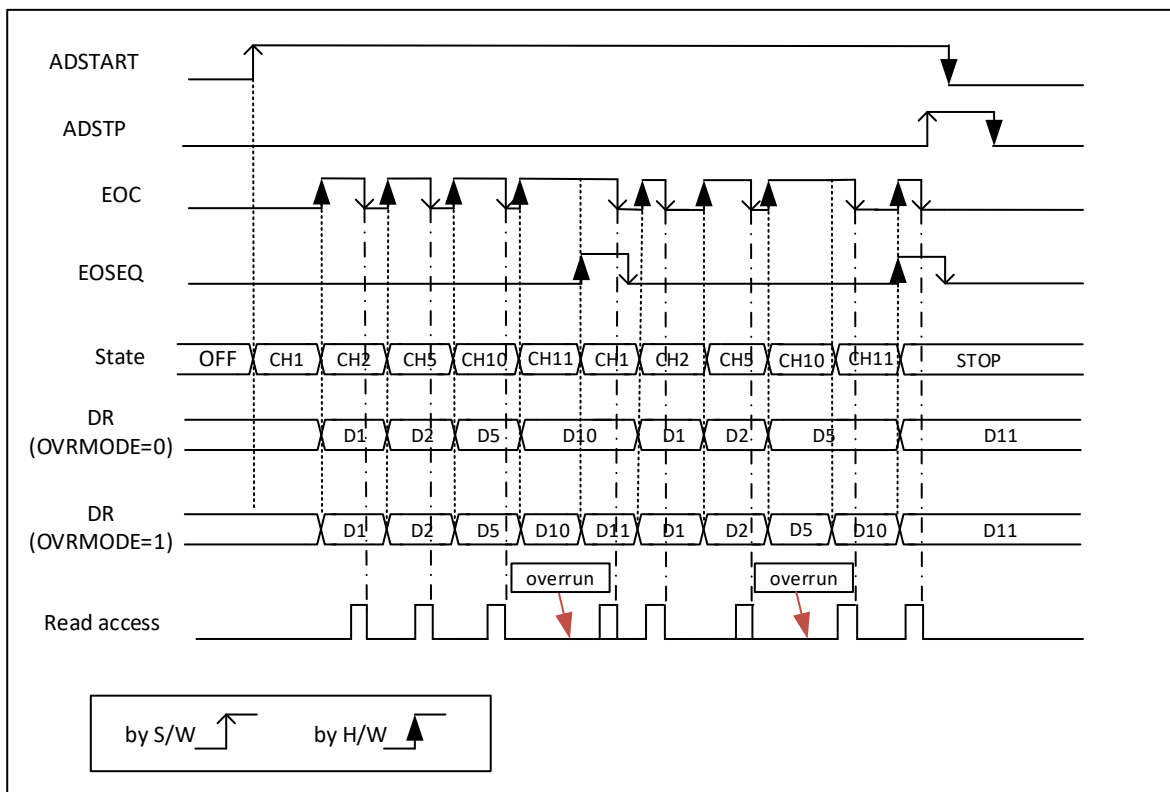 ADSTART
ADSTP
EOC
EOSEQ
State OFF CH1 CH2 CH5 CH10 CH11 CH1 CH2 CH5 CH10 CH11 STOP
DR
(OVRMODE=0) D1 D2 D5 D10 D1 D2 D5 D11
DR
(OVRMODE=1) D1 D2 D5 D10 D11 D1 D2 D5 D10 D11
overrun overrun
Read access
by S/W by H/W